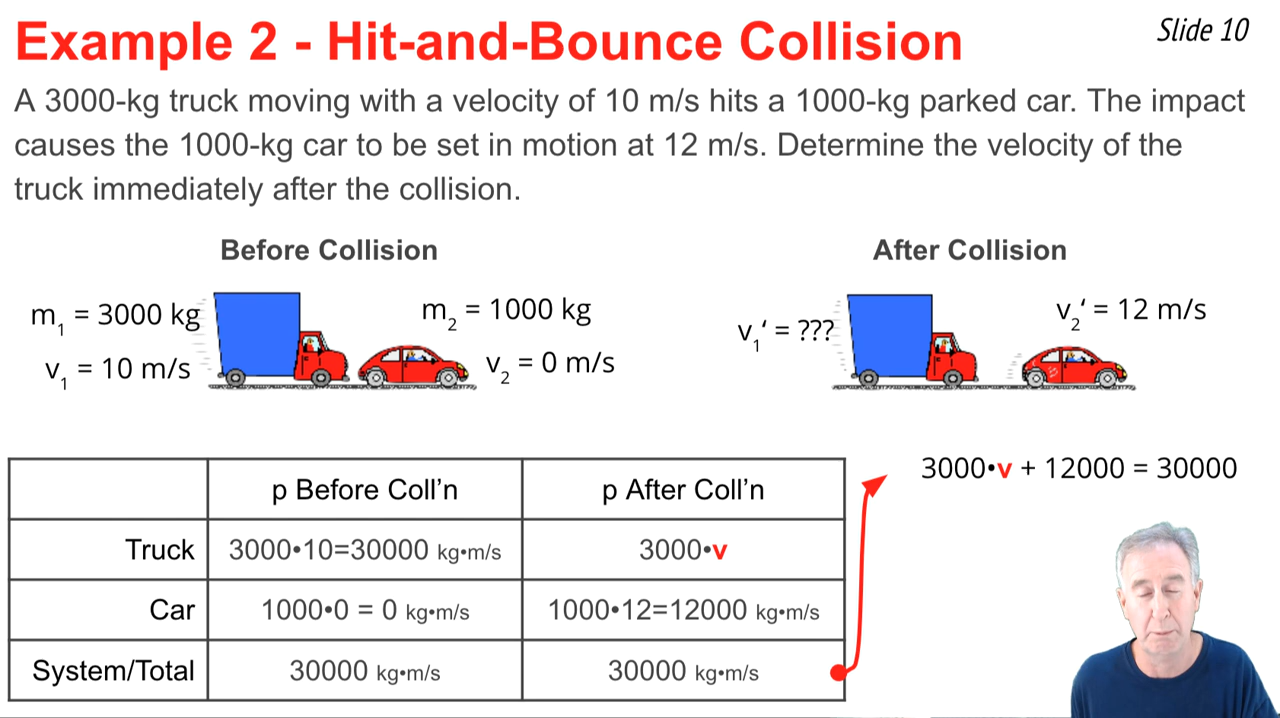 Example 2 - Hit-and-Bounce Collision
Slide 10
A 3000-kg truck moving with a velocity of 10 m/s hits a 1000-kg parked car. The impact
causes the 1000-kg car to be set in motion at 12 m/s. Determine the velocity of the
truck immediately after the collision.
Before Collision
After Collision
m₁ = 3000 kg
v₁ = 10 m/s
m₂ = 1000 kg
v₂ = 0 m/s
v₁‘ = ???
v₂‘ = 12 m/s
p Before Coll’n p After Coll’n
Truck 3000•10=30000 kg•m/s 3000•v
Car 1000•0 = 0 kg•m/s 1000•12=12000 kg•m/s
System/Total 30000 kg•m/s 30000 kg•m/s
3000•v + 12000 = 30000